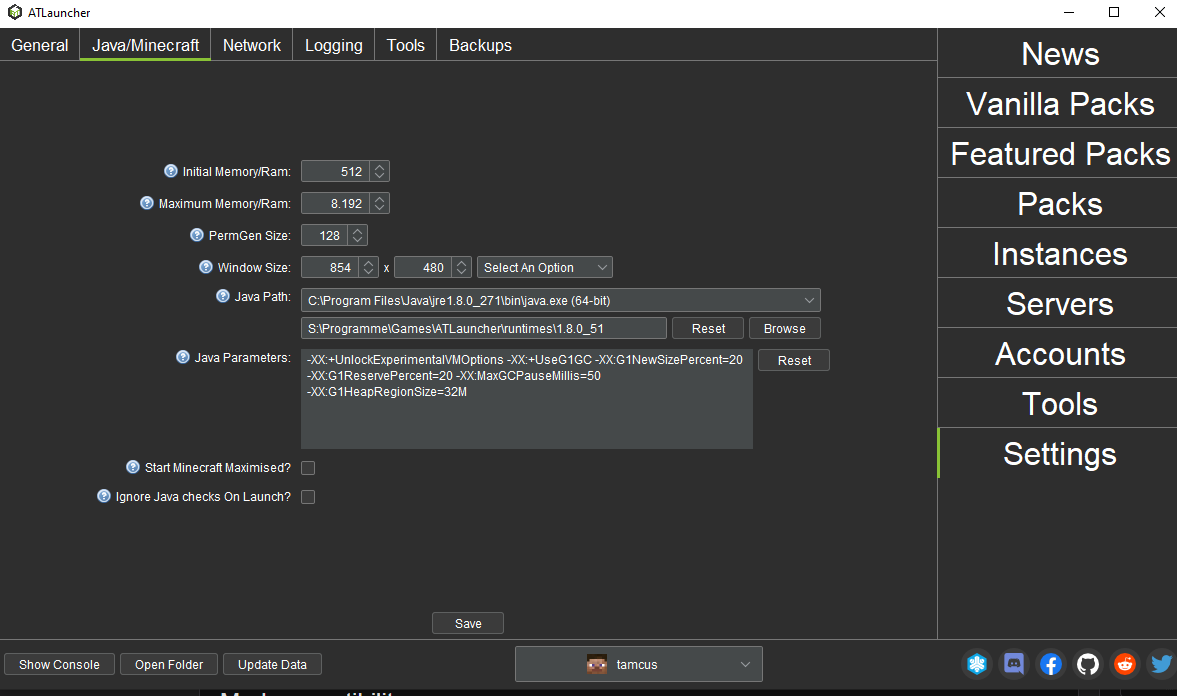 ATLauncher
General Java/Minecraft Network Logging Tools Backups
News
Vanilla Packs
Featured Packs
Packs
Instances
Servers
Accounts
Tools
Settings
Initial Memory/Ram: 512
Maximum Memory/Ram: 8.192
PermGen Size: 128
Window Size: 854 x 480 Select An Option
Java Path: C:\Program Files\Java\jre1.8.0_271\bin\java.exe (64-bit)
S:\Programme\Games\ATLauncher\runtimes\1.8.0_51 Reset Browse
Java Parameters: -XX:+UnlockExperimentalVMOptions -XX:+UseG1GC -XX:G1NewSizePercent=20 Reset
-XX:G1ReservePercent=20 -XX:MaxGCPauseMillis=50
-XX:G1HeapRegionSize=32M
Start Minecraft Maximised?
Ignore Java checks On Launch?
Save
Show Console Open Folder Update Data tamcus